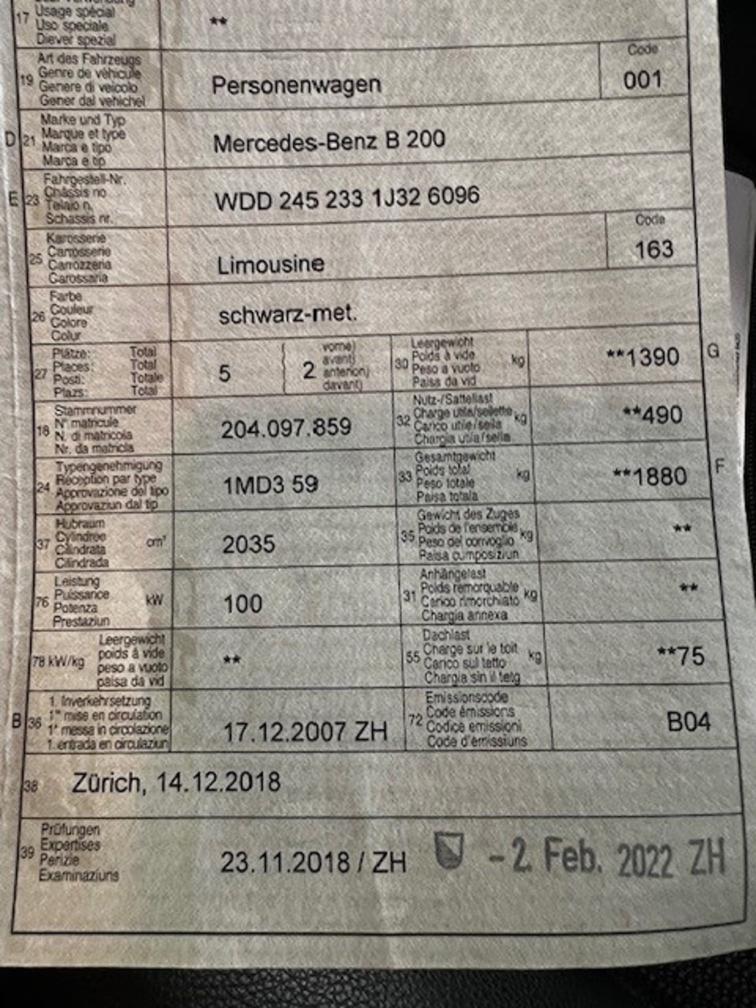 17 Usage spécial
Uso speciale
Diever spezial
**
19 Art des Fahrzeugs
Genre de véhicule
Genere di veicolo
Gener dal vehichel
Personenwagen
Code
001
D 21 Marke und Typ
Marque et type
Marca e tipo
Marca e tip
Mercedes-Benz B 200
E 23 Fahrgestell-Nr.
Châssis no
Telaio n.
Schassis nr.
WDD 245 233 1J32 6096
25 Karosserie
Carrosserie
Carrozzeria
Carossaria
Limousine
Code
163
26 Farbe
Couleur
Colore
Colur
schwarz-met.
27 Plätze: Total
Places: Total
Posti: Totale
Plazs: Total
5
2
vorne)
avant)
anteriori)
davant)
30 Leergewicht
Poids à vide kg
Peso a vuoto
Paisa da vid
**1390
G
18 Stammnummer
N° matricule
N. di matricola
Nr. da matricla
204.097.859
32 Nutz-/Sattellast
Charge utile/sellette kg
Carico utile/sella
Chargia utila/sella
**490
24 Typengenehmigung
Réception par type
Approvazione del tipo
Approvaziun dal tip
1MD3 59
33 Gesamtgewicht
Poids total kg
Peso totale
Paisa totala
**1880
F
37 Hubraum
Cylindrée cm³
Cilindrata
Cilindrada
2035
35 Gewicht des Zuges
Poids de l'ensemble kg
Peso del convoglio
Paisa cumposiziun
**
76 Leistung
Puissance kW
Potenza
Prestaziun
100
31 Anhängelast
Poids remorquable kg
Carico rimorchiato
Chargia annexa
**
78 kW/kg
Leergewicht
poids à vide
peso a vuoto
paisa da vid
**
55 Dachlast
Charge sur le toit kg
Carico sul tetto
Chargia sin il tetg
**75
B 36 1. Inverkehrsetzung
1re mise en circulation
1a messa in circolazione
1. entrada en circulaziun
17.12.2007 ZH
72 Emissionscode
Code émissions
Codice emissioni
Code d'emissiuns
B04
38 Zürich, 14.12.2018
39 Prüfungen
Expertises
Perizie
Examinaziuns
23.11.2018 / ZH
-2. Feb. 2022 ZH